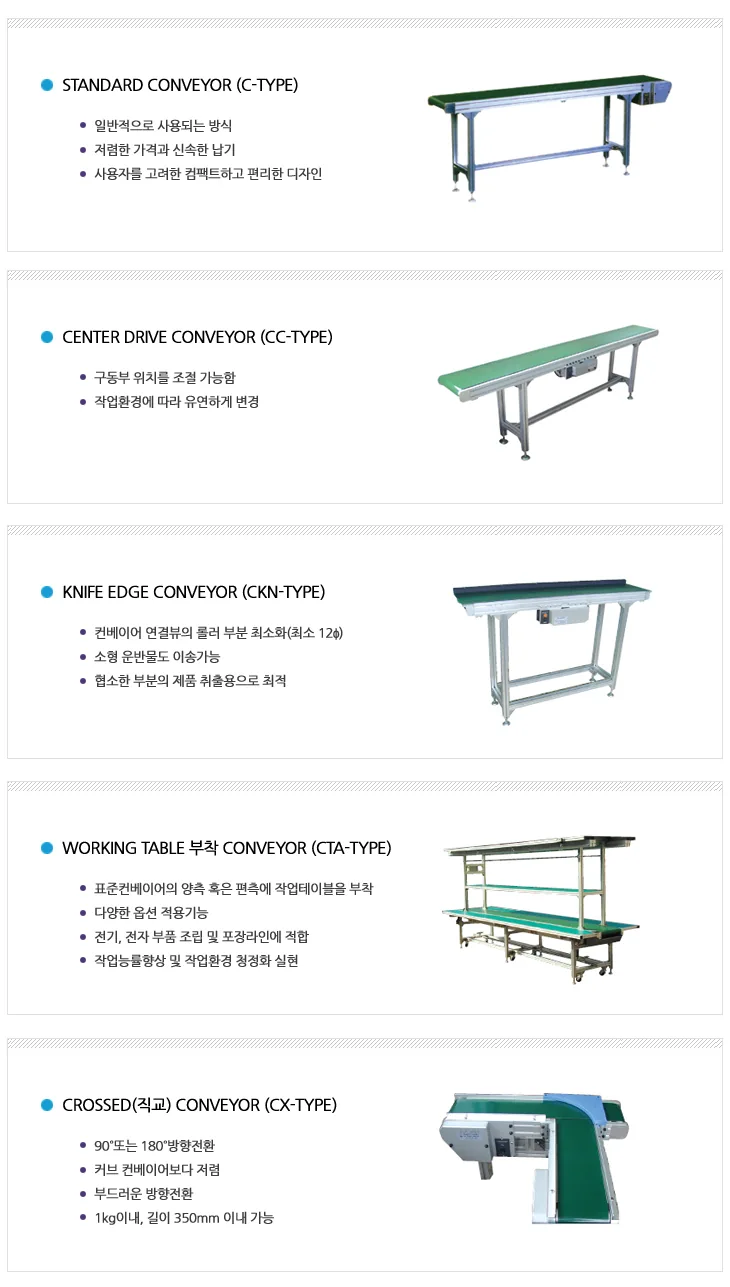 STANDARD CONVEYOR (C-TYPE)
일반적으로 사용되는 방식
저렴한 가격과 신속한 납기
사용자를 고려한 컴팩트하고 편리한 디자인
CENTER DRIVE CONVEYOR (CC-TYPE)
구동부 위치를 조절 가능함
작업환경에 따라 유연하게 변경
KNIFE EDGE CONVEYOR (CKN-TYPE)
컨베이어 연결뷰의 롤러 부분 최소화(최소 12ϕ)
소형 운반물도 이송가능
협소한 부분의 제품 취출용으로 최적
WORKING TABLE 부착 CONVEYOR (CTA-TYPE)
표준컨베이어의 양측 혹은 편측에 작업테이블을 부착
다양한 옵션 적용기능
전기, 전자 부품 조립 및 포장라인에 적합
작업능률향상 및 작업환경 청정화 실현
CROSSED(직교) CONVEYOR (CX-TYPE)
90°또는 180°방향전환
커브 컨베이어보다 저렴
부드러운 방향전환
1kg이내, 길이 350mm 이내 가능